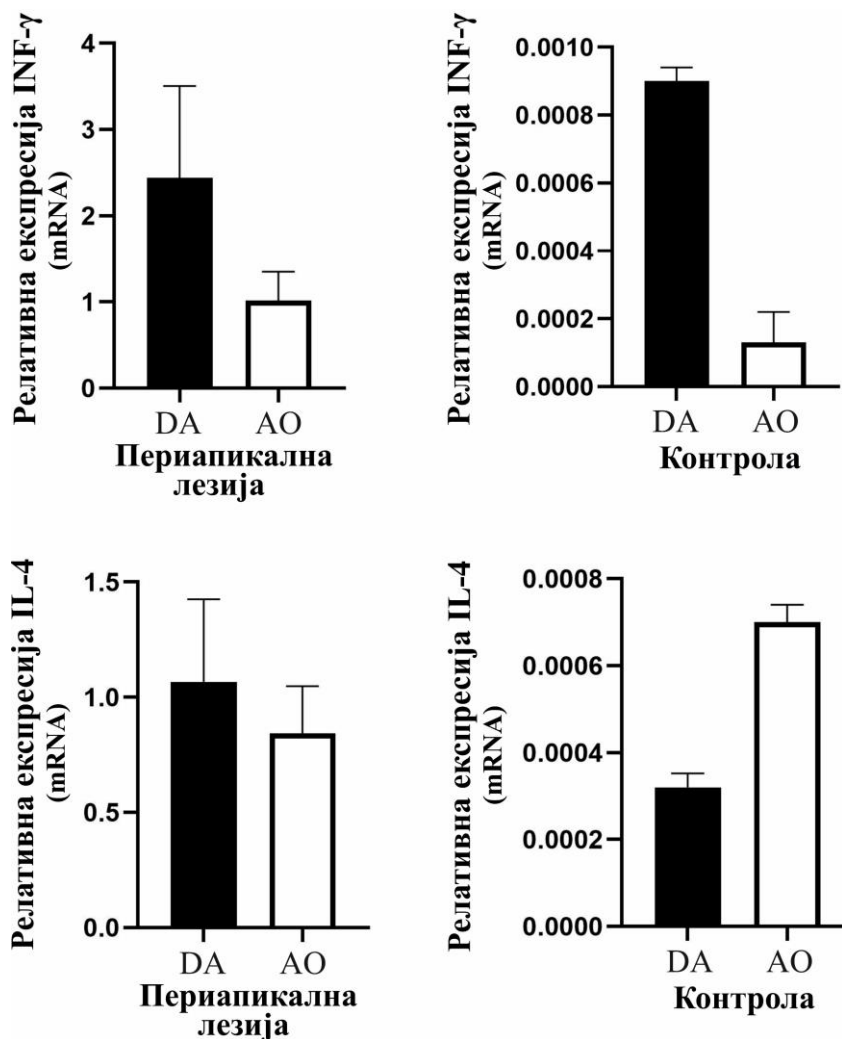 Релативна експресија INF-γ
(mRNA)
4
3
2
1
0
DA AO
Периапикална
лезија
Релативна експресија INF-γ
(mRNA)
0.0010
0.0008
0.0006
0.0004
0.0002
0.0000
DA AO
Контрола
Релативна експресија IL-4
(mRNA)
1.5
1.0
0.5
0.0
DA AO
Периапикална
лезија
Релативна експресија IL-4
(mRNA)
0.0008
0.0006
0.0004
0.0002
0.0000
DA AO
Контрола